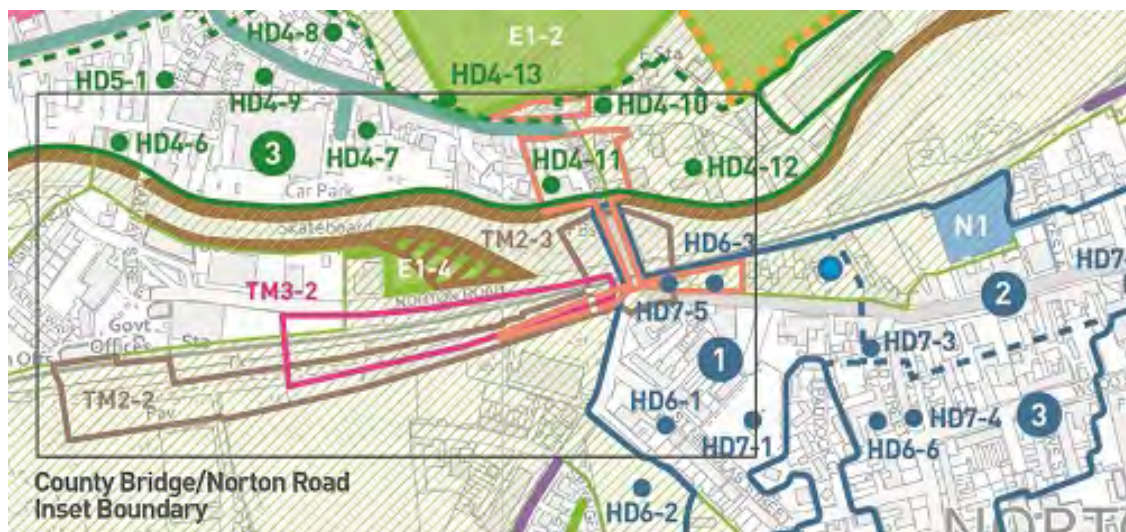 HD4-8
E1-2
E Sta
HD5-1
HD4-9
HD4-13
HD4-10
HD4-6
3
HD4-7
HD4-11
HD4-12
Car Park
Skateboard
TM2-3
HD6-3
N1
E1-4
TM3-2
HD7-
2
HD7-5
Govt
Offices
Sta
1
HD7-3
TM2-2
Pav
HD6-1
HD7-1
HD7-4
3
HD6-6
County Bridge/Norton Road
Inset Boundary
HD6-2